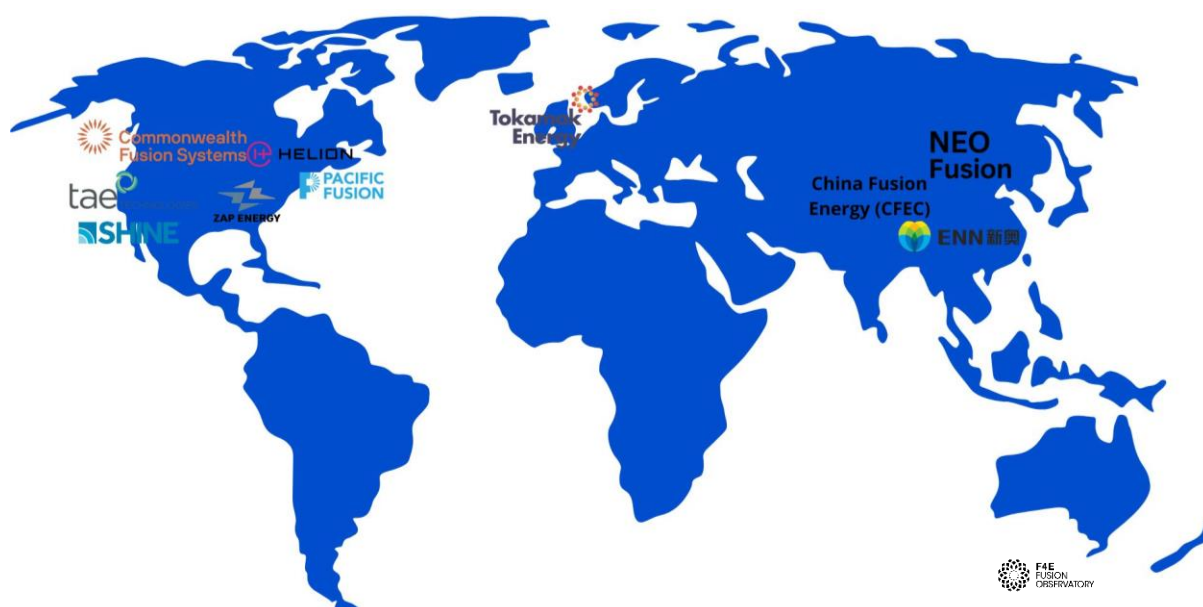 Commonwealth
Fusion Systems
HELION
tae
PACIFIC
FUSION
ZAP ENERGY
SHINE
Tokamak
Energy
NEO
Fusion
China Fusion
Energy (CFEC)
ENN新奥
F4E
FUSION
OBSERVATORY